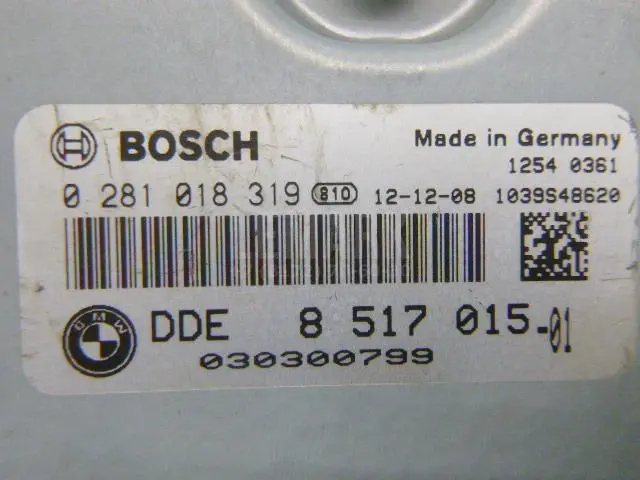 BOSCH
Made in Germany
1254 0361
0 281 018 319 810 12-12-08 1039S48620
BMW DDE 8 517 015-01
030300799